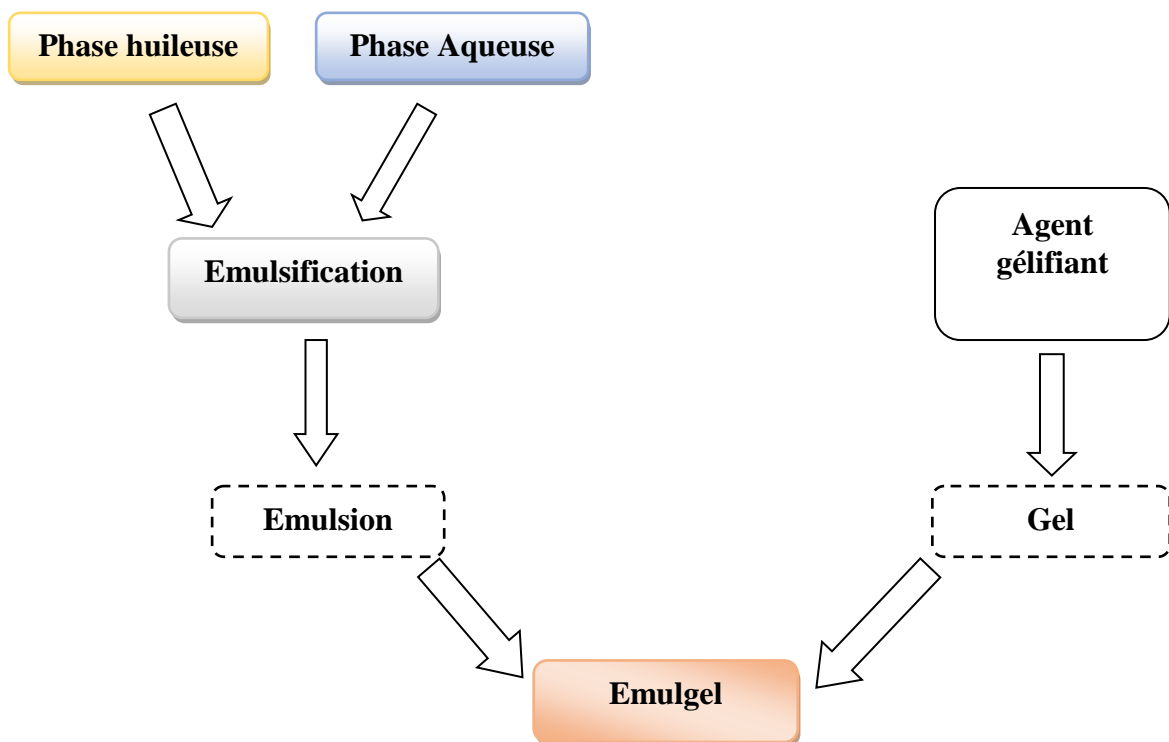 Phase huileuse
Phase Aqueuse
Emulsification
Agent
gélifiant
Emulsion
Gel
Emulgel